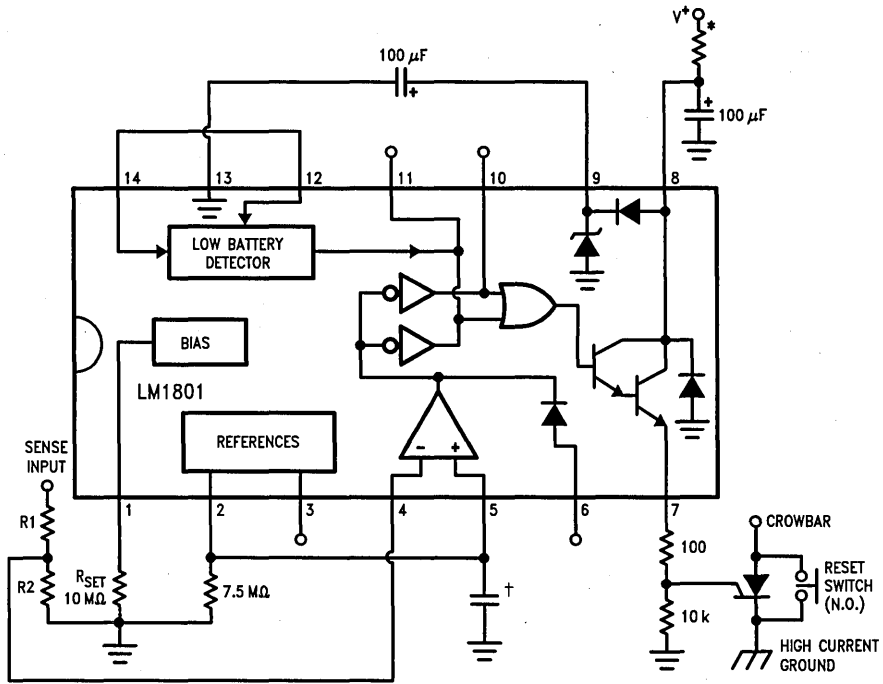 V+
*
100 μF
100 μF
14
13
12
11
10
9
8
LOW BATTERY
DETECTOR
BIAS
LM1801
REFERENCES
-
+
SENSE
INPUT
1
2
3
4
5
6
7
R1
R2
RSET
10 MΩ
7.5 MΩ
†
100
10 k
CROWBAR
RESET
SWITCH
(N.O.)
HIGH CURRENT
GROUND
+
+